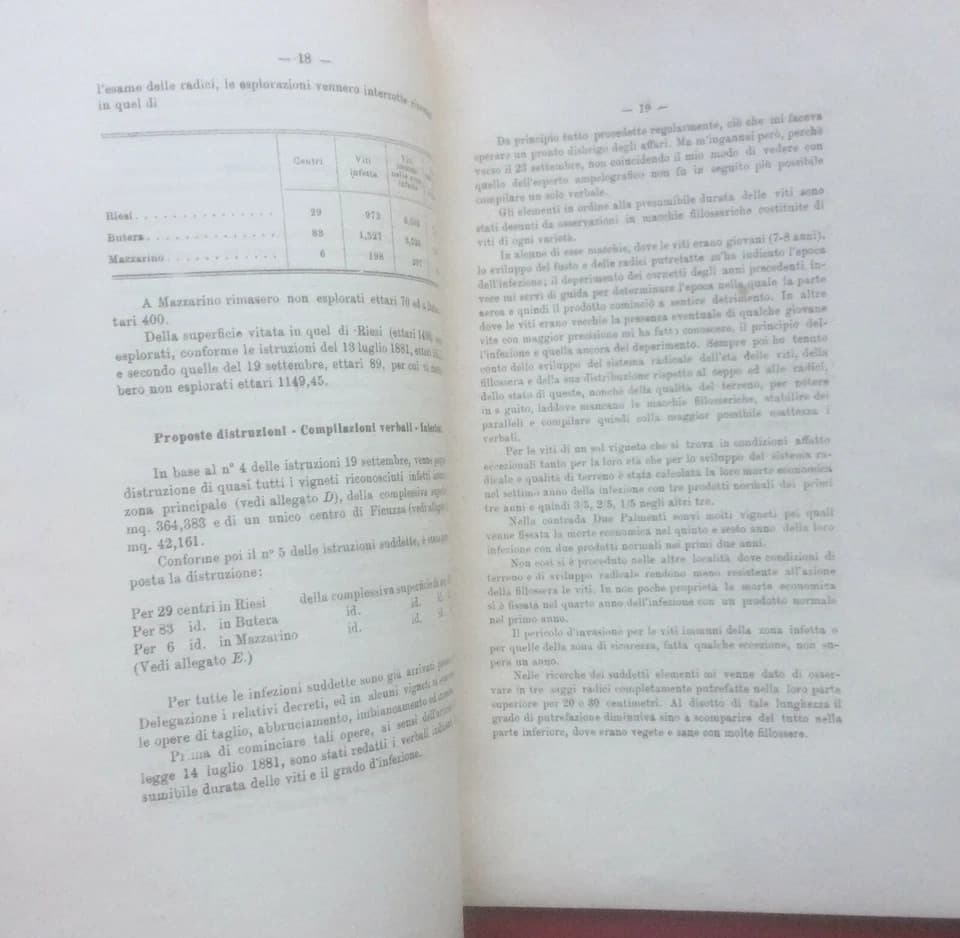 — 18 —
l'esame delle radici, le esplorazioni vennero interrotte
in quel di
Centri
Viti infette
Viti
Riesi
29
973
Butera
83
1,527
Mazzarino
6
198
A Mazzarino rimasero non esplorati ettari 70 ed a
tari 400.
Della superficie vitata in quel di Riesi (ettari
esplorati, conforme le istruzioni del 13 luglio 1881, ettari
e secondo quelle del 19 settembre, ettari 89, per cui
bero non esplorati ettari 1149,45.
Proposte distruzioni - Compilazioni verbali -
In base al n° 4 delle istruzioni 19 settembre, venne
distruzione di quasi tutti i vigneti riconosciuti infetti
zona principale (vedi allegato D), della complessiva
mq. 364,383 e di un unico centro di Ficuzza (vedi
mq. 42,161.
Conforme poi il n° 5 delle istruzioni suddette, è stata
posta la distruzione:
Per 29 centri in Riesi della complessiva superficie di
Per 83 id. in Butera id. id.
Per 6 id. in Mazzarino id. id.
(Vedi allegato E.)
Per tutte le infezioni suddette sono già arrivati
Delegazione i relativi decreti, ed in alcuni vigneti si
le opere di taglio, abbruciamento, imbiancamento ed
Prima di cominciare tali opere, ai sensi
legge 14 luglio 1881, sono stati redatti i verbali
sumibile durata delle viti e il grado d'infezione.
— 19 —
Da principio tutto procedette regolarmente, ciò che mi faceva
sperare un pronto disbrigo degli affari. Ma m'ingannai però, perchè
verso il 23 settembre, non coincidendo il mio modo di vedere con
quello dell'esperto ampelografico non fu in seguito più possibile
compilare un solo verbale.
Gli elementi in ordine alla presumibile durata delle viti sono
stati desunti da osservazioni in macchie fillosseriche costituite di
viti di ogni varietà.
In alcune di esse macchie, dove le viti erano giovani (7-8 anni),
lo sviluppo del fusto e delle radici putrefatte m'ha indicato l'epoca
dell'infezione; il deperimento dei cornetti degli anni precedenti in-
vece mi servì di guida per determinare l'epoca nella quale la parte
aerea e quindi il prodotto cominciò a sentire detrimento. In altre
dove le viti erano vecchie la presenza eventuale di qualche giovane
vite con maggior precisione mi ha fatto conoscere, il principio del-
l'infezione e quella ancora del deperimento. Sempre poi ho tenuto
conto dello sviluppo del sistema radicale dell'età delle viti, della
fillossera e della sua distribuzione rispetto al ceppo ed alle radici,
dello stato di queste, nonchè della qualità del terreno, per potere
in s guito, laddove mancano le macchie fillosseriche, stabilire dei
paralleli e compilare quindi colla maggior possibile esattezza i
verbali.
Per le viti di un sol vigneto che si trova in condizioni affatto
eccezionali tanto per la loro età che per lo sviluppo del sistema ra-
dicale e qualità di terreno è stata calcolata la loro morte economica
nel settimo anno della infezione con tre prodotti normali dei primi
tre anni e quindi 3/5, 2/5, 1/5 negli altri tre.
Nella contrada Due Palmenti sonvi molti vigneti pei quali
venne fissata la morte economica nel quinto e sesto anno della loro
infezione con due prodotti normali nei primi due anni.
Non così si è proceduto nelle altre località dove condizioni di
terreno e di sviluppo radicale rendono meno resistente all'azione
della fillossera le viti. In non poche proprietà la morte economica
si è fissata nel quarto anno dell'infezione con un prodotto normale
nel primo anno.
Il pericolo d'invasione per le viti immuni della zona infetta o
per quelle della zona di sicurezza, fatta qualche eccezione, non su-
pera un anno.
Nelle ricerche dei suddetti elementi mi venne dato di osser-
vare in tre saggi radici completamente putrefatte nella loro parte
superiore per 20 o 30 centimetri. Al disotto di tale lunghezza il
grado di putrefazione diminuiva sino a scomparire del tutto nella
parte inferiore, dove erano vegete e sane con molte fillossere.